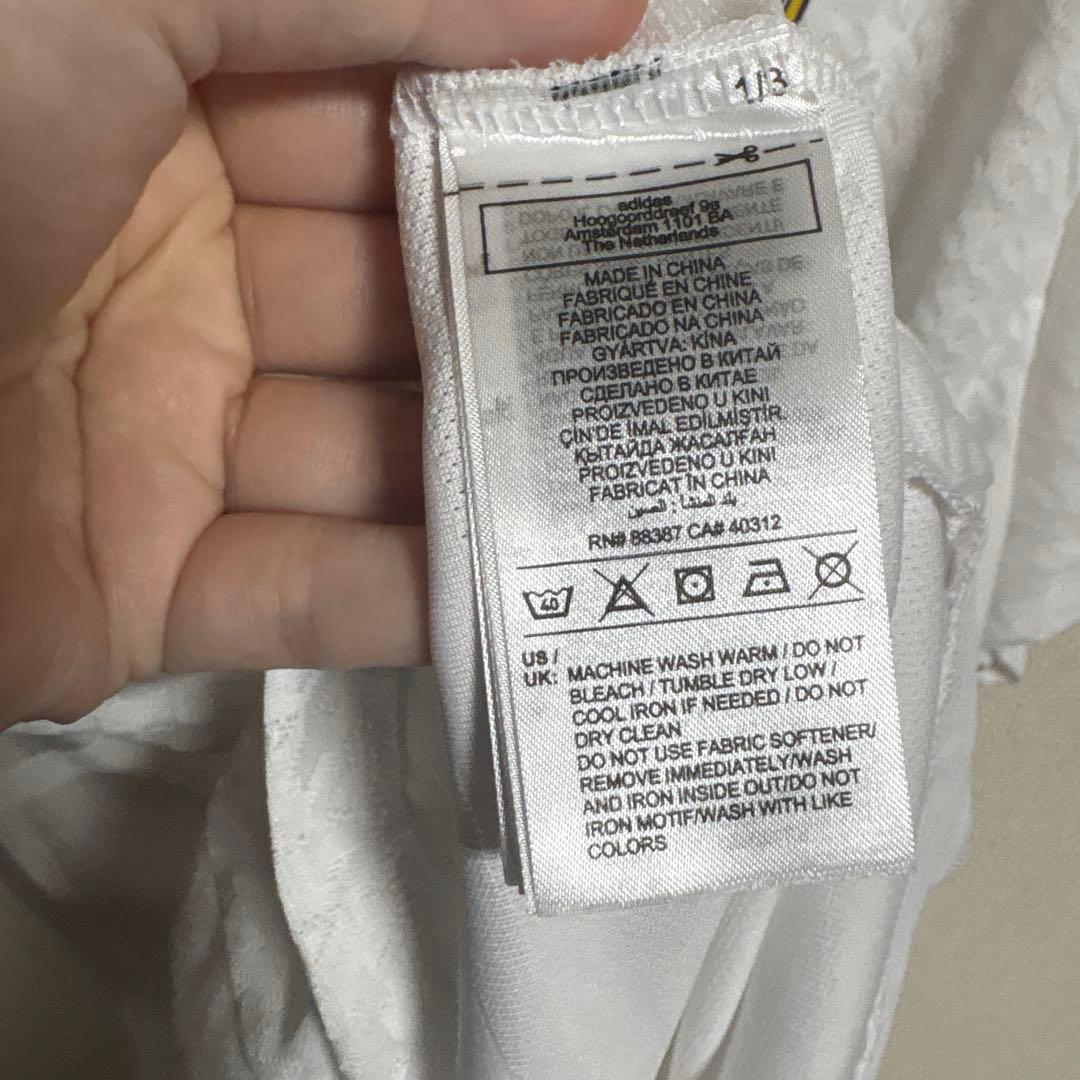 1/3
adidas
Hoogoorddreef 9a
Amsterdam 1101 BA
The Netherlands
MADE IN CHINA
FABRIQUÉ EN CHINE
FABRICADO EN CHINA
FABRICADO NA CHINA
GYÁRTVA: KÍNA
ПРОИЗВЕДЕНО В КИТАЙ
СДЕЛАНО В КИТАЕ
PROIZVEDENO U KINI
ÇİN'DE İMAL EDİLMİŞTİR.
ҚЫТАЙДА ЖАСАЛҒАН
PROIZVEDENO U KINI
FABRICAT ÎN CHINA
بلد المنشأ : الصين
RN# 88387 CA# 40312
40
US / UK: MACHINE WASH WARM / DO NOT
BLEACH / TUMBLE DRY LOW /
COOL IRON IF NEEDED / DO NOT
DRY CLEAN
DO NOT USE FABRIC SOFTENER/
REMOVE IMMEDIATELY/WASH
AND IRON INSIDE OUT/DO NOT
IRON MOTIF/WASH WITH LIKE
COLORS